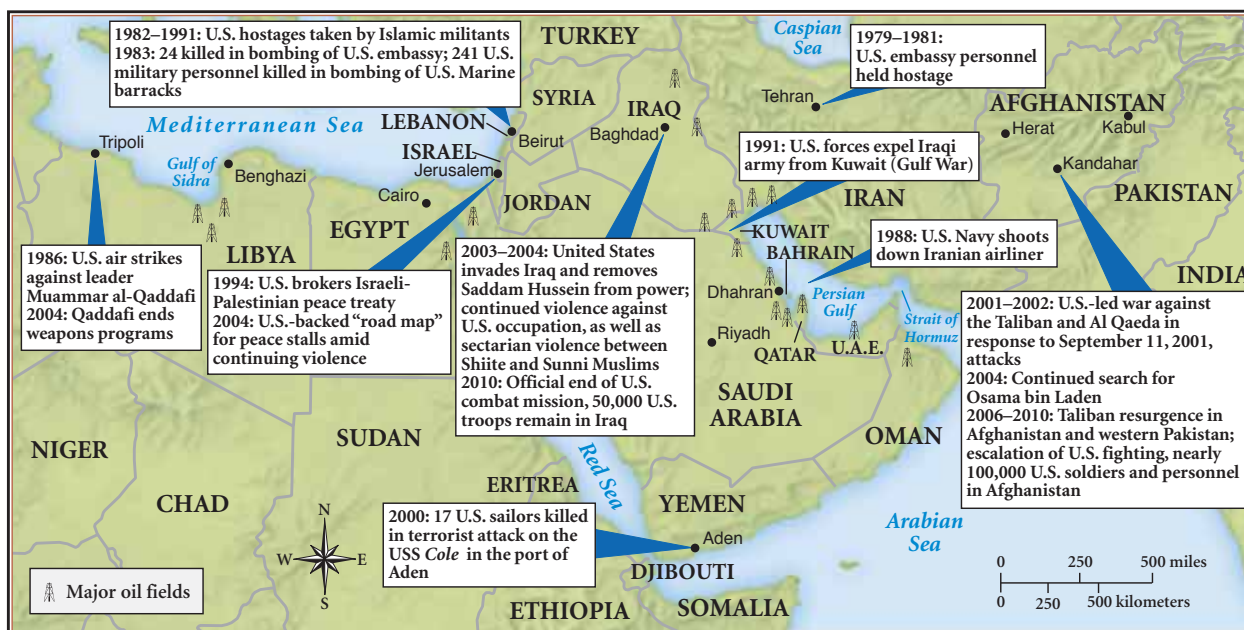 1982–1991: U.S. hostages taken by Islamic militants
1983: 24 killed in bombing of U.S. embassy; 241 U.S.
military personnel killed in bombing of U.S. Marine
barracks
TURKEY
Caspian
Sea
1979–1981:
U.S. embassy personnel
held hostage
SYRIA
IRAQ
Tehran
AFGHANISTAN
Mediterranean Sea
LEBANON
Beirut
Baghdad
Herat
Kabul
Tripoli
Gulf of
Sidra
Benghazi
ISRAEL
Jerusalem
1991: U.S. forces expel Iraqi
army from Kuwait (Gulf War)
Kandahar
Cairo
JORDAN
IRAN
PAKISTAN
EGYPT
LIBYA
KUWAIT
BAHRAIN
1988: U.S. Navy shoots
down Iranian airliner
INDIA
1986: U.S. air strikes
against leader
Muammar al-Qaddafi
2004: Qaddafi ends
weapons programs
1994: U.S. brokers Israeli-
Palestinian peace treaty
2004: U.S.-backed “road map”
for peace stalls amid
continuing violence
2003–2004: United States
invades Iraq and removes
Saddam Hussein from power;
continued violence against
U.S. occupation, as well as
sectarian violence between
Shiite and Sunni Muslims
2010: Official end of U.S.
combat mission, 50,000 U.S.
troops remain in Iraq
Dhahran
Persian
Gulf
Strait of
Hormuz
Riyadh
QATAR
U.A.E.
2001–2002: U.S.-led war against
the Taliban and Al Qaeda in
response to September 11, 2001,
attacks
2004: Continued search for
Osama bin Laden
2006–2010: Taliban resurgence in
Afghanistan and western Pakistan;
escalation of U.S. fighting, nearly
100,000 U.S. soldiers and personnel
in Afghanistan
SAUDI
ARABIA
OMAN
NIGER
SUDAN
CHAD
Red Sea
ERITREA
YEMEN
2000: 17 U.S. sailors killed
in terrorist attack on the
USS Cole in the port of
Aden
Aden
Arabian
Sea
N
W
E
S
DJIBOUTI
ETHIOPIA
SOMALIA
Major oil fields
0 250 500 miles
0 250 500 kilometers